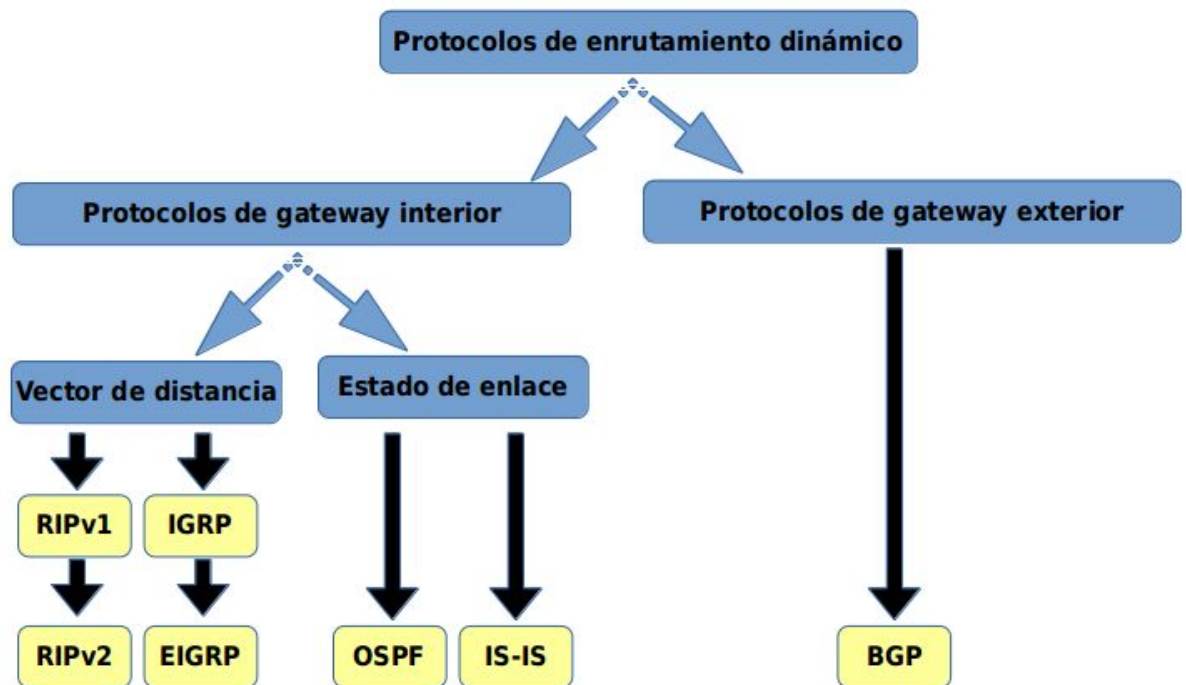 Protocolos de enrutamiento dinámico
Protocolos de gateway interior
Protocolos de gateway exterior
Vector de distancia
Estado de enlace
RIPv1
IGRP
RIPv2
EIGRP
OSPF
IS-IS
BGP